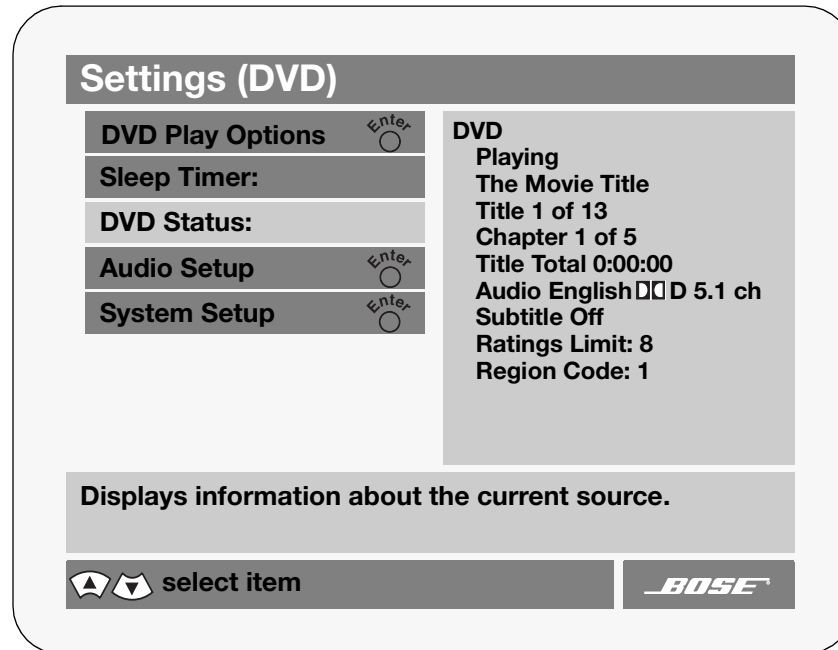 Settings (DVD)
DVD Play Options Enter
Sleep Timer:
DVD Status:
Audio Setup Enter
System Setup Enter
DVD
Playing
The Movie Title
Title 1 of 13
Chapter 1 of 5
Title Total 0:00:00
Audio English DD D 5.1 ch
Subtitle Off
Ratings Limit: 8
Region Code: 1
Displays information about the current source.
select item
BOSE